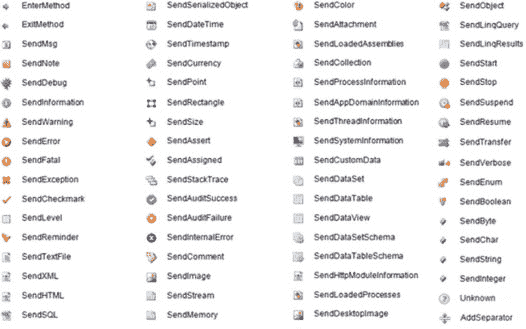 EnterMethod
ExitMethod
SendMsg
SendNote
SendDebug
SendInformation
SendWarning
SendError
SendFatal
SendException
SendCheckmark
SendLevel
SendReminder
SendTextFile
SendXML
SendHTML
SendSQL
SendSerializedObject
SendDateTime
SendTimestamp
SendCurrency
SendPoint
SendRectangle
SendSize
SendAssert
SendAssigned
SendStackTrace
SendAuditSuccess
SendAuditFailure
SendInternalError
SendComment
SendImage
SendStream
SendMemory
SendColor
SendAttachment
SendLoadedAssemblies
SendCollection
SendProcessInformation
SendAppDomainInformation
SendThreadInformation
SendSystemInformation
SendCustomData
SendDataSet
SendDataTable
SendDataView
SendDataSetSchema
SendDataTableSchema
SendHttpModuleInformation
SendLoadedProcesses
SendDesktopImage
SendObject
SendLinqQuery
SendLinqResults
SendStart
SendStop
SendSuspend
SendResume
SendTransfer
SendVerbose
SendEnum
SendBoolean
SendByte
SendChar
SendString
SendInteger
Unknown
AddSeparator